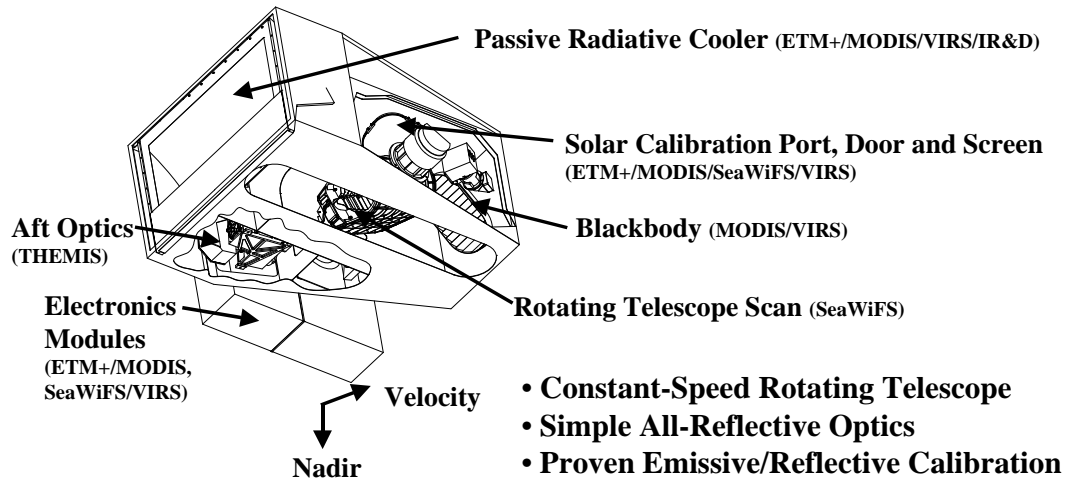 Passive Radiative Cooler (ETM+/MODIS/VIRS/IR&D)
Solar Calibration Port, Door and Screen
(ETM+/MODIS/SeaWiFS/VIRS)
Blackbody (MODIS/VIRS)
Aft Optics
(THEMIS)
Rotating Telescope Scan (SeaWiFS)
Electronics
Modules
(ETM+/MODIS,
SeaWiFS/VIRS)
Velocity
Nadir
• Constant-Speed Rotating Telescope
• Simple All-Reflective Optics
• Proven Emissive/Reflective Calibration